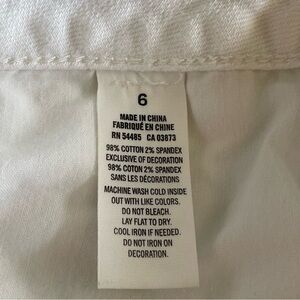 6
MADE IN CHINA
FABRIQUÉ EN CHINE
RN 54485 CA 03873
98% COTTON 2% SPANDEX
EXCLUSIVE OF DECORATION
98% COTON 2% SPANDEX
SANS LES DÉCORATIONS
MACHINE WASH COLD INSIDE
OUT WITH LIKE COLORS.
DO NOT BLEACH.
LAY FLAT TO DRY.
COOL IRON IF NEEDED.
DO NOT IRON ON
DECORATION.